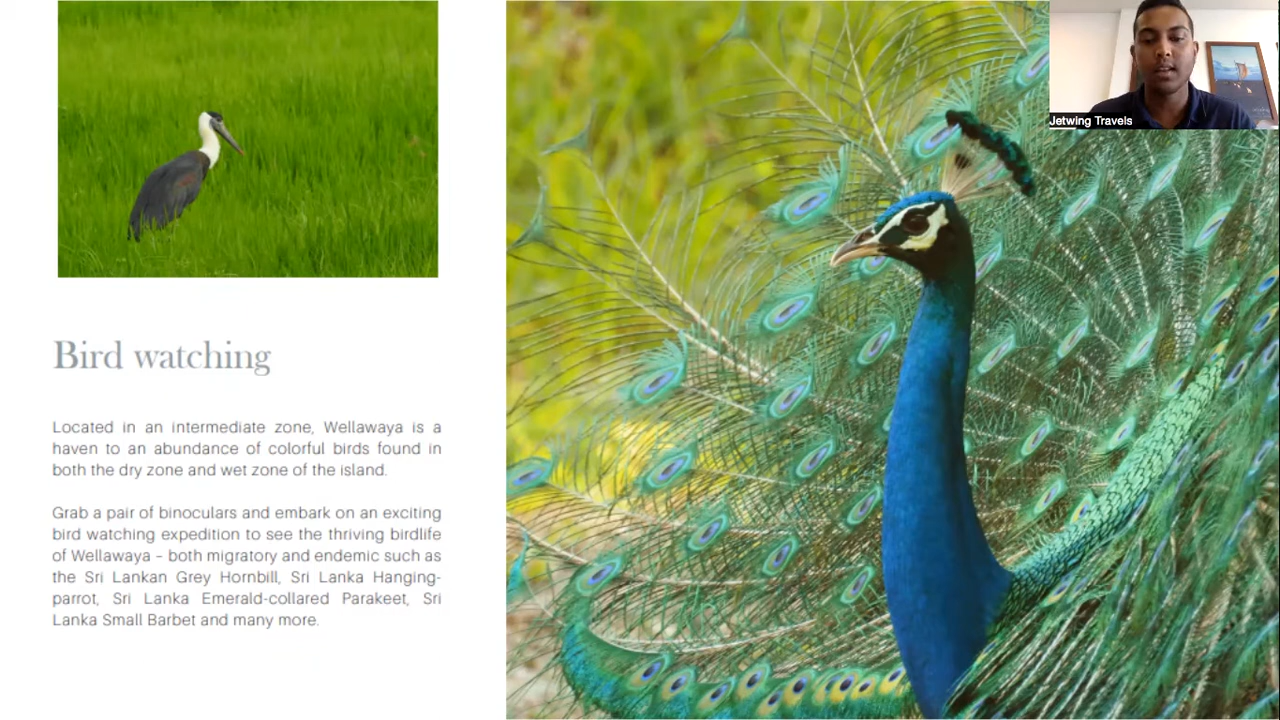 Jetwing Travels
Bird watching
Located in an intermediate zone, Wellawaya is a
haven to an abundance of colorful birds found in
both the dry zone and wet zone of the island.
Grab a pair of binoculars and embark on an exciting
bird watching expedition to see the thriving birdlife
of Wellawaya – both migratory and endemic such as
the Sri Lankan Grey Hornbill, Sri Lanka Hanging-
parrot, Sri Lanka Emerald-collared Parakeet, Sri
Lanka Small Barbet and many more.